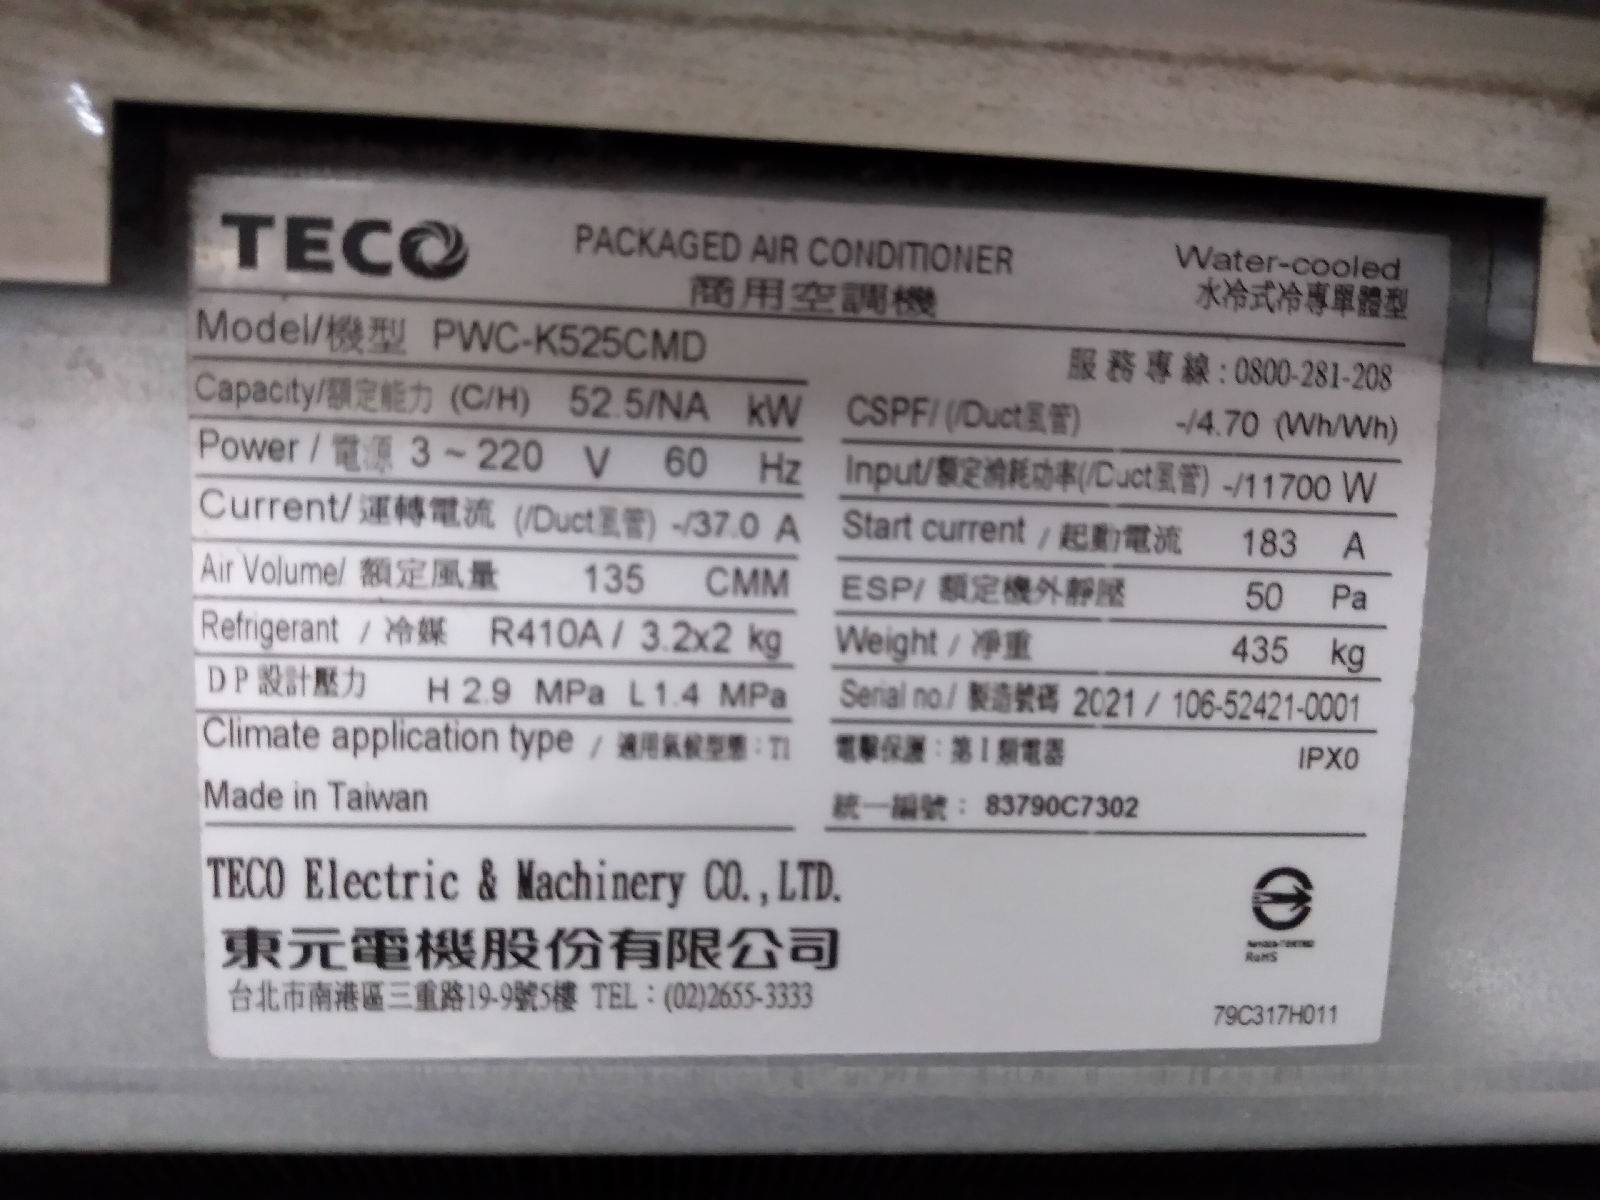 TECO PACKAGED AIR CONDITIONER Water-cooled
商用空調機 水冷式冷專單體型
Model/機型 PWC-K525CMD
服務專線:0800-281-208
Capacity/額定能力 (C/H) 52.5/NA kW
CSPF/(/Duct風管) -/4.70 (Wh/Wh)
Power / 電源 3 ~ 220 V 60 Hz
Input/額定消耗功率(/Duct風管) -/11700 W
Current/運轉電流 (/Duct風管) -/37.0 A
Start current / 起動電流 183 A
Air Volume/ 額定風量 135 CMM
ESP/ 額定機外靜壓 50 Pa
Refrigerant / 冷媒 R410A / 3.2x2 kg
Weight / 淨重 435 kg
DP設計壓力 H 2.9 MPa L 1.4 MPa
Serial no./ 製造號碼 2021 / 106-52421-0001
Climate application type / 適用氣候型態：T1
電擊保護：第 I 類電器 IPX0
Made in Taiwan
統一編號： 83790C7302
TECO Electric & Machinery CO.,LTD.
東元電機股份有限公司
台北市南港區三重路19-9號5樓 TEL：(02)2655-3333
RoHS
79C317H011